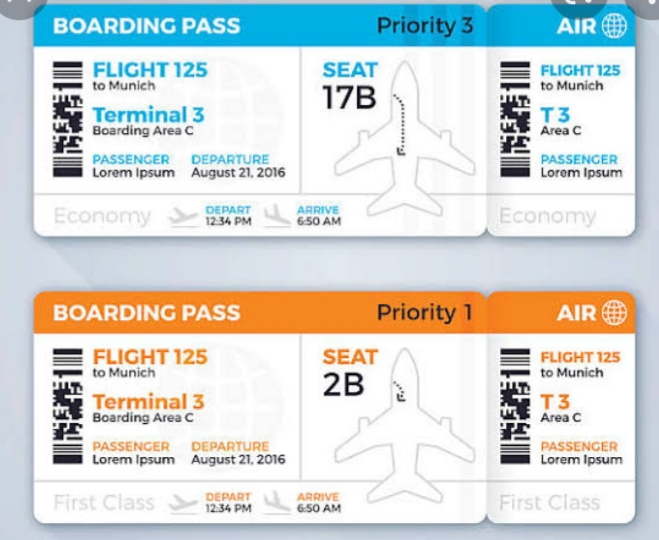 BOARDING PASS Priority 3 AIR
FLIGHT 125
to Munich
Terminal 3
Boarding Area C
PASSENGER DEPARTURE
Lorem Ipsum August 21, 2016
SEAT
17B
FLIGHT 125
to Munich
T 3
Area C
PASSENGER
Lorem Ipsum
Economy DEPART ARRIVE
12:34 PM 6:50 AM
Economy
BOARDING PASS Priority 1 AIR
FLIGHT 125
to Munich
Terminal 3
Boarding Area C
PASSENGER DEPARTURE
Lorem Ipsum August 21, 2016
SEAT
2B
FLIGHT 125
to Munich
T 3
Area C
PASSENGER
Lorem Ipsum
First Class DEPART ARRIVE
12:34 PM 6:50 AM
First Class